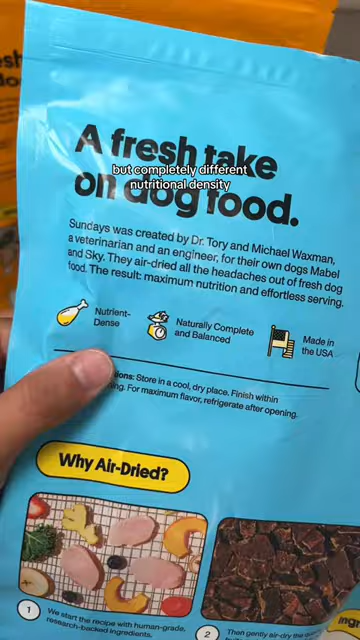 A fresh take
on dog food.
but completely different
nutritional density
Sundays was created by Dr. Tory and Michael Waxman,
a veterinarian and an engineer, for their own dogs Mabel
and Sky. They air-dried all the headaches out of fresh dog
food. The result: maximum nutrition and effortless serving.
Nutrient-
Dense
Naturally Complete
and Balanced
Made in
the USA
Store in a cool, dry place. Finish within
For maximum flavor, refrigerate after opening.
Why Air-Dried?
1
We start the recipe with human-grade,
research-backed ingredients.
2
Then gently air-dry the